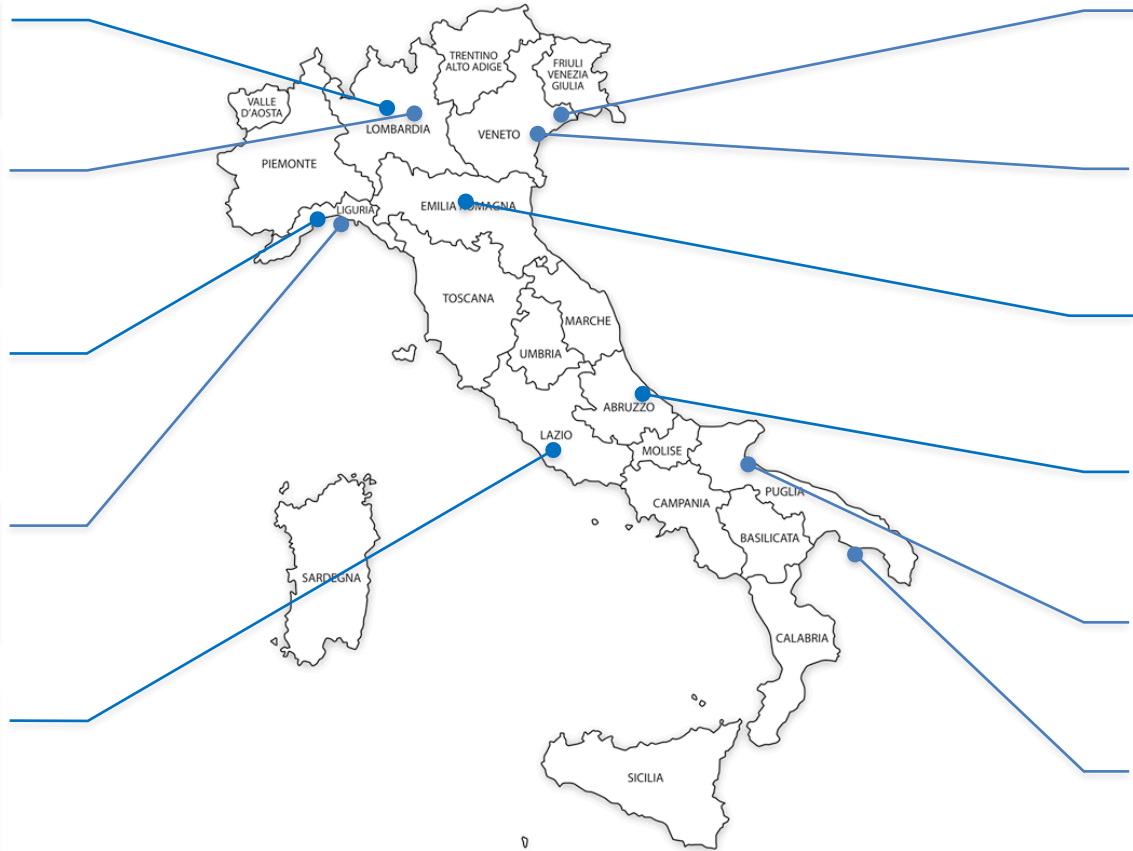 TRENTINO
ALTO ADIGE
FRIULI
VENEZIA
GIULIA
VALLE
D'AOSTA
LOMBARDIA
VENETO
PIEMONTE
EMILIA ROMAGNA
LIGURIA
TOSCANA
MARCHE
UMBRIA
ABRUZZO
LAZIO
MOLISE
PUGLIA
CAMPANIA
BASILICATA
SARDEGNA
CALABRIA
SICILIA